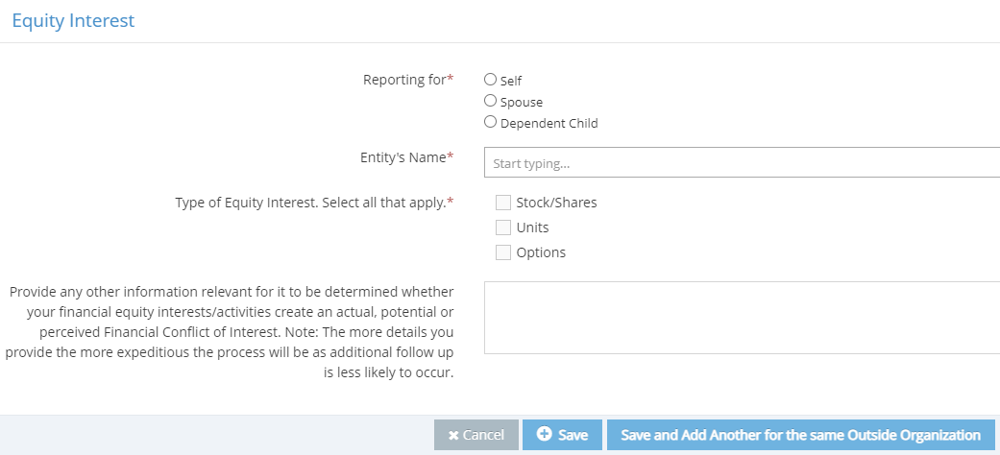 Equity Interest
Reporting for*
Self
Spouse
Dependent Child
Entity's Name*
Start typing...
Type of Equity Interest. Select all that apply.*
Stock/Shares
Units
Options
Provide any other information relevant for it to be determined whether
your financial equity interests/activities create an actual, potential or
perceived Financial Conflict of Interest. Note: The more details you
provide the more expeditious the process will be as additional follow up
is less likely to occur.
Cancel
Save
Save and Add Another for the same Outside Organization